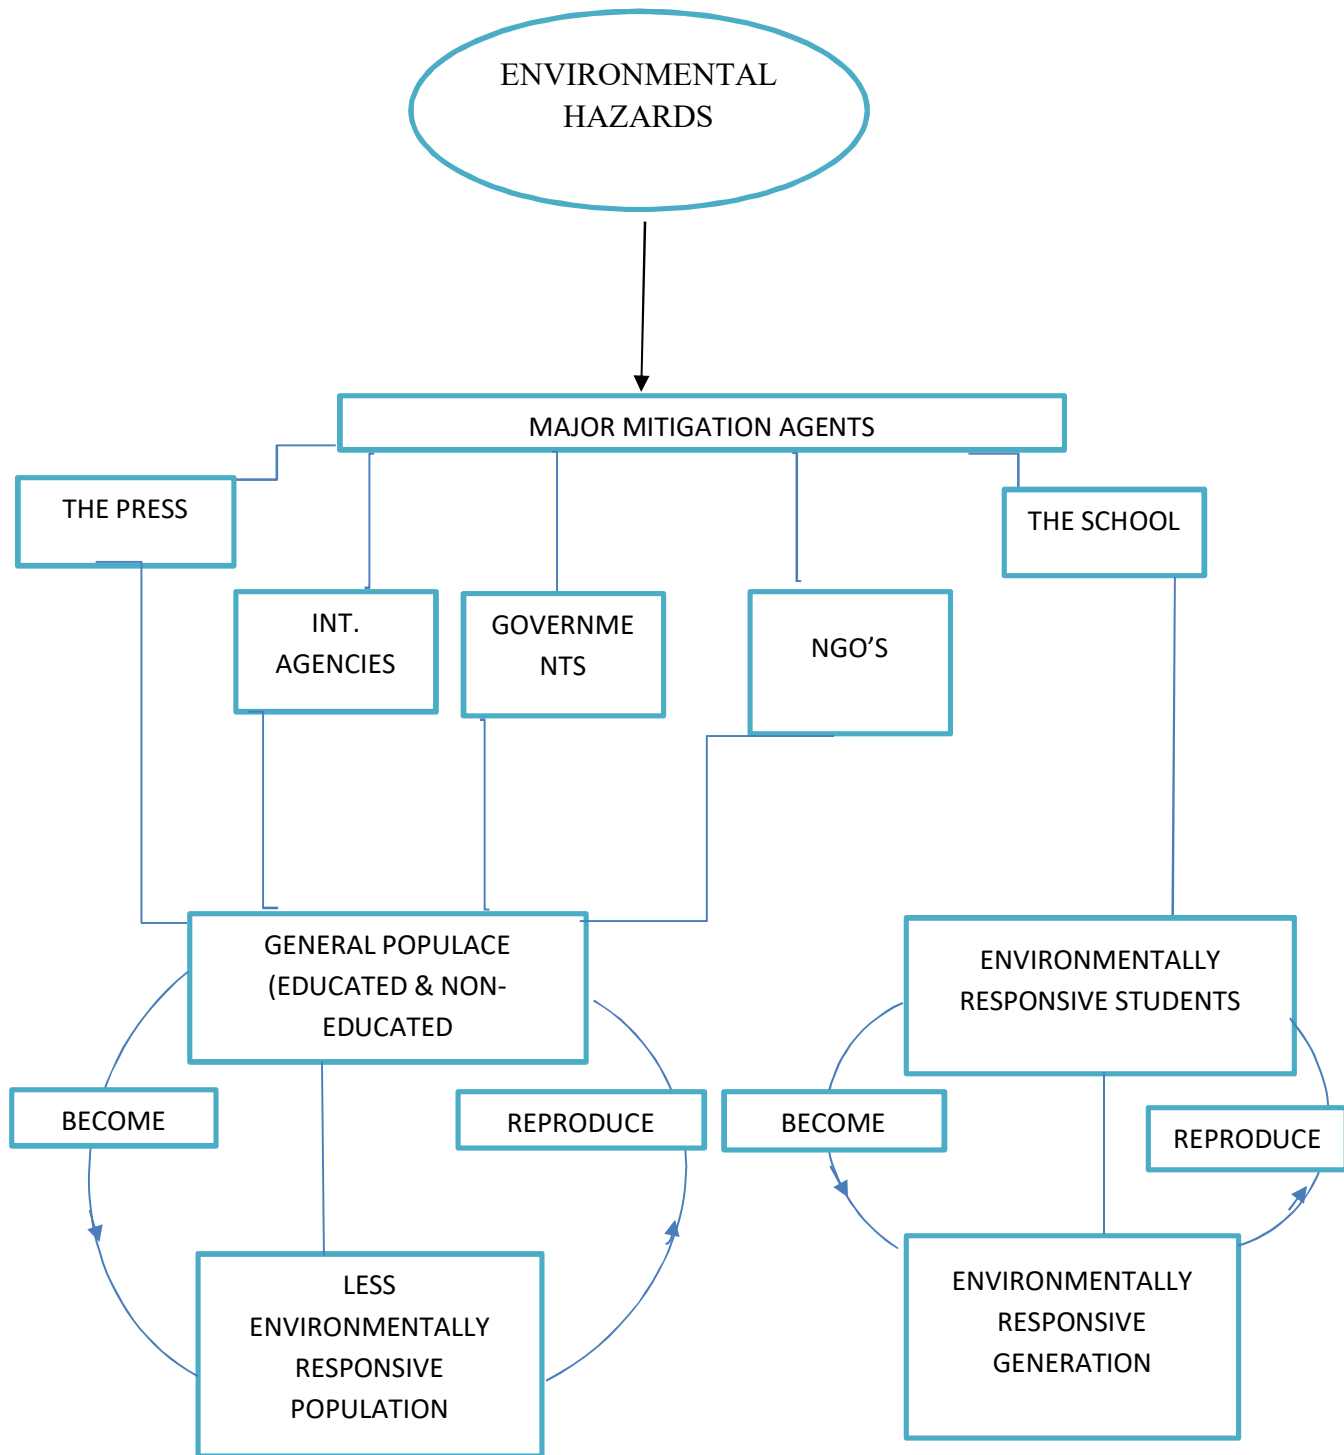 ENVIRONMENTAL
HAZARDS
MAJOR MITIGATION AGENTS
THE PRESS
THE SCHOOL
INT.
AGENCIES
GOVERNME
NTS
NGO’S
GENERAL POPULACE
(EDUCATED & NON-
EDUCATED
ENVIRONMENTALLY
RESPONSIVE STUDENTS
BECOME
REPRODUCE
BECOME
REPRODUCE
LESS
ENVIRONMENTALLY
RESPONSIVE
POPULATION
ENVIRONMENTALLY
RESPONSIVE
GENERATION